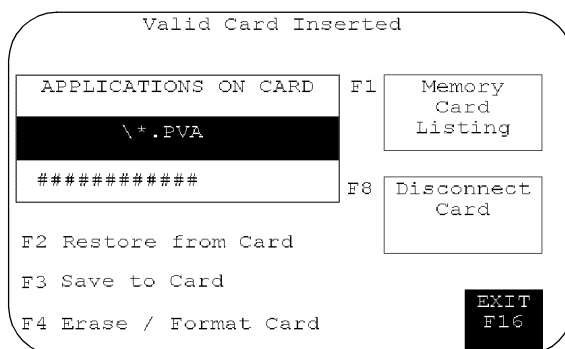 Valid Card Inserted
APPLICATIONS ON CARD
\*.PVA
############
F1
Memory
Card
Listing
F8
Disconnect
Card
F2 Restore from Card
F3 Save to Card
F4 Erase / Format Card
EXIT
F16